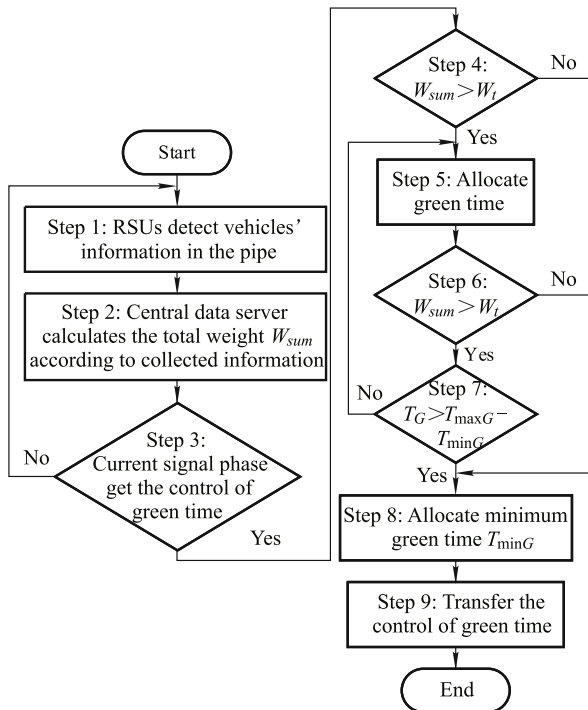 Start
Step 1: RSUs detect vehicles'
information in the pipe
Step 2: Central data server
calculates the total weight W_sum
according to collected information
Step 3:
Current signal phase
get the control of
green time
No
Yes
Step 4:
W_sum>W_t
No
Yes
Step 5: Allocate
green time
Step 6:
W_sum>W_t
No
Yes
Step 7:
T_G>T_maxG−
T_minG
No
Yes
Step 8: Allocate minimum
green time T_minG
Step 9: Transfer the
control of green time
End